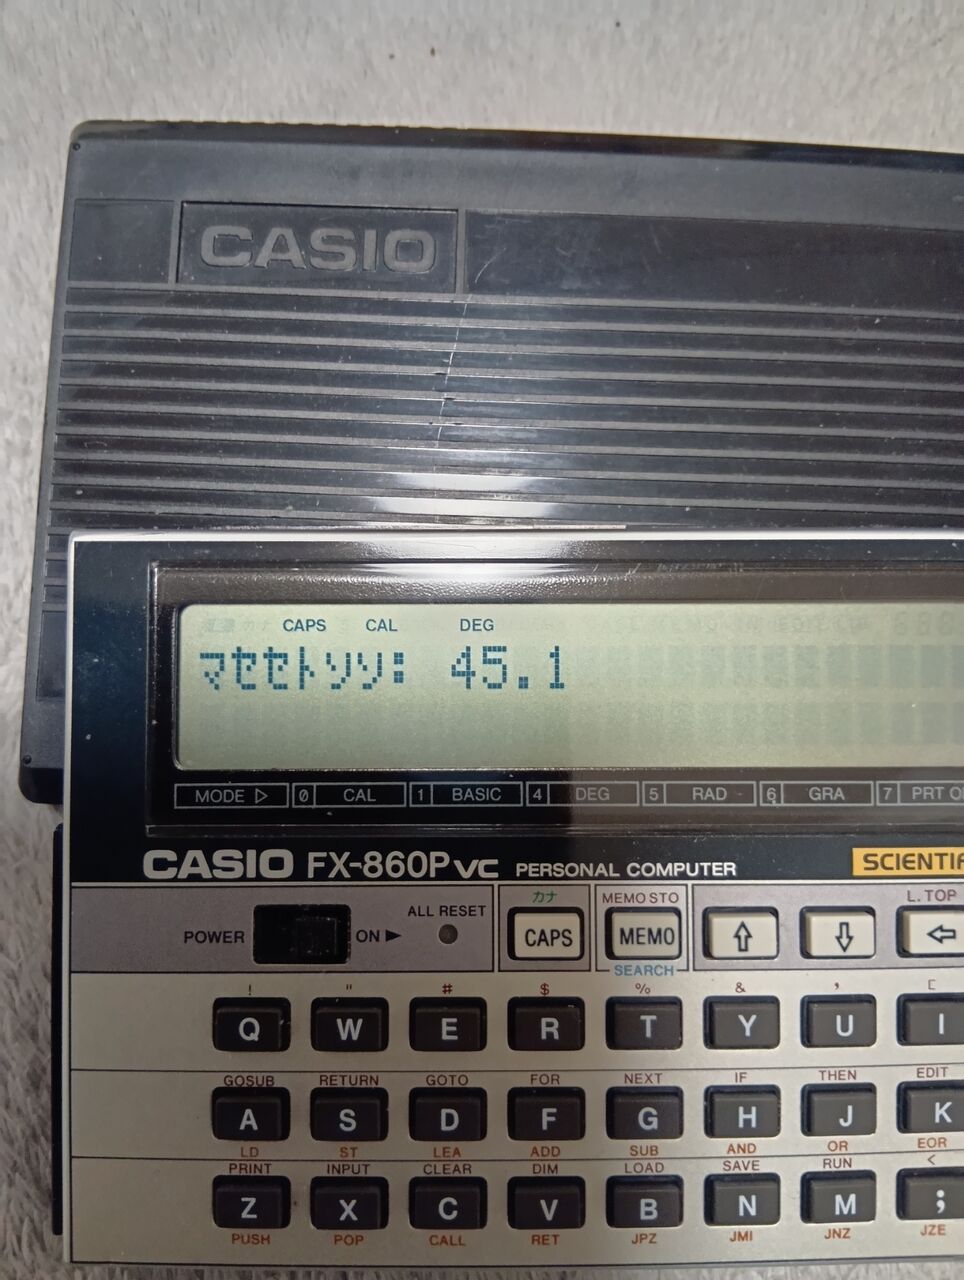 CASIO
CAPS CAL DEG
マセセトソソ: 45.1
MODE ▷ 0 CAL 1 BASIC 4 DEG 5 RAD 6 GRA 7 PRT
CASIO FX-860Pvc PERSONAL COMPUTER
カナ MEMO STO L.TOP
POWER ON ▶ ALL RESET CAPS MEMO ⇧ ⇩ ⇦
SEARCH
! " # $ % & ' [
Q W E R T Y U I
GOSUB RETURN GOTO FOR NEXT IF THEN EDIT
A S D F G H J K
LD ST LEA ADD SUB AND OR EOR
PRINT INPUT CLEAR DIM LOAD SAVE RUN <
Z X C V B N M ;
PUSH POP CALL RET JPZ JMI JNZ JZE